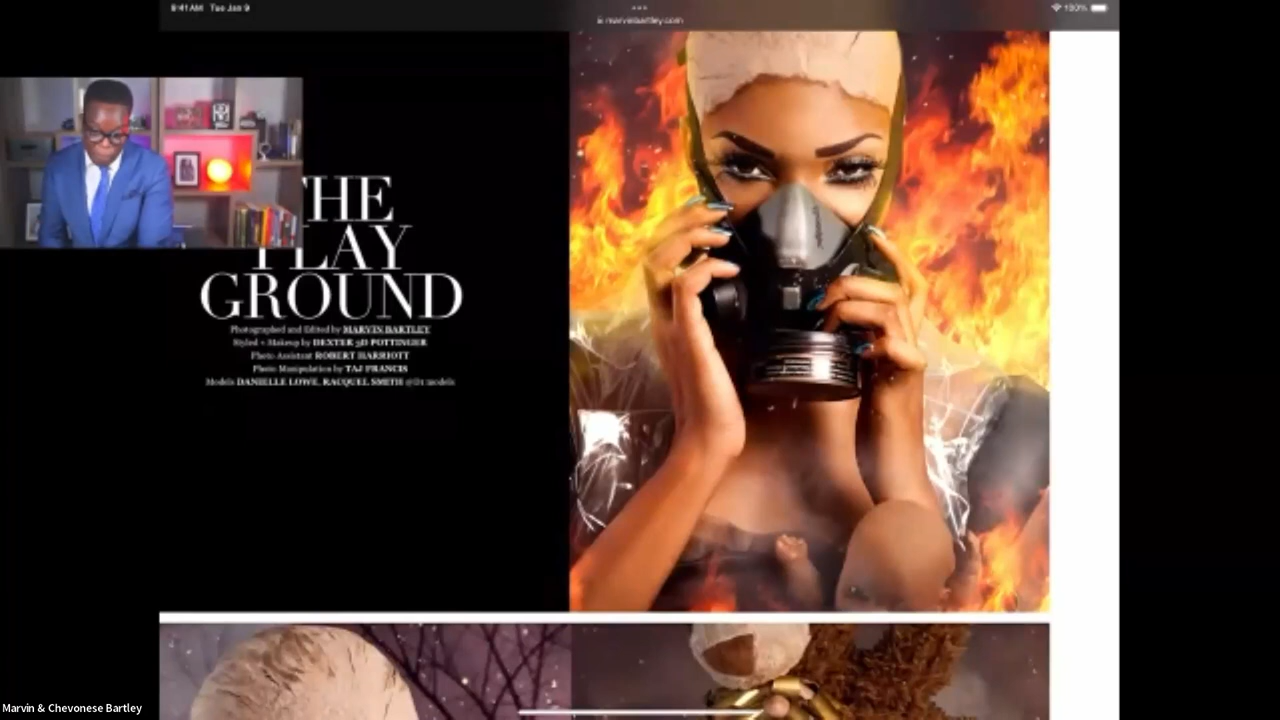 9:41 AM Tue Jan 9
marvinbartley.com
100%
THE
PLAY
GROUND
Photographed and Edited by MARVIN BARTLEY
Styled + Makeup by DEXTER 3D POTTINGER
Photo Assistant ROBERT HARRIOTT
Photo Manipulation by TAJ FRANCIS
Models DANIELLE LOWE, RACQUEL SMITH @D1 models
Marvin & Chevonese Bartley